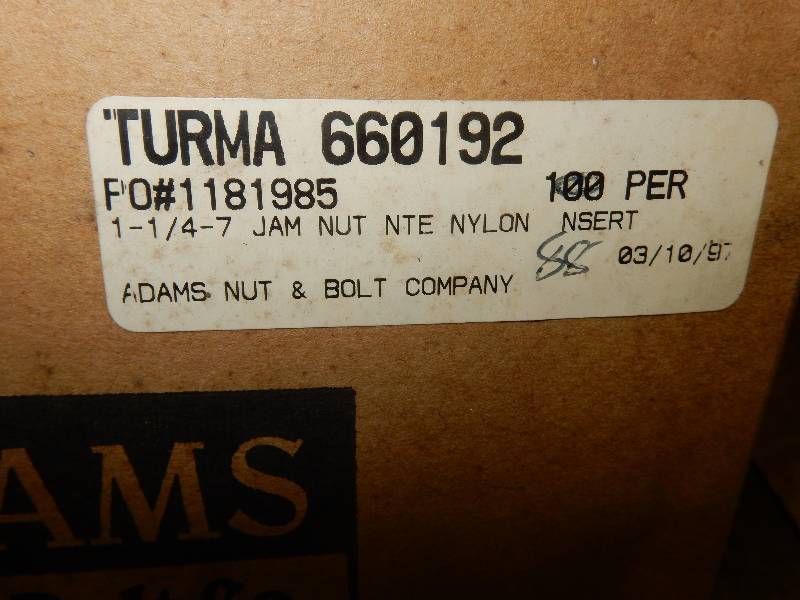 TURMA 660192
PO#1181985 100 PER
1-1/4-7 JAM NUT NTE NYLON NSERT
88 03/10/97
ADAMS NUT & BOLT COMPANY
AMS